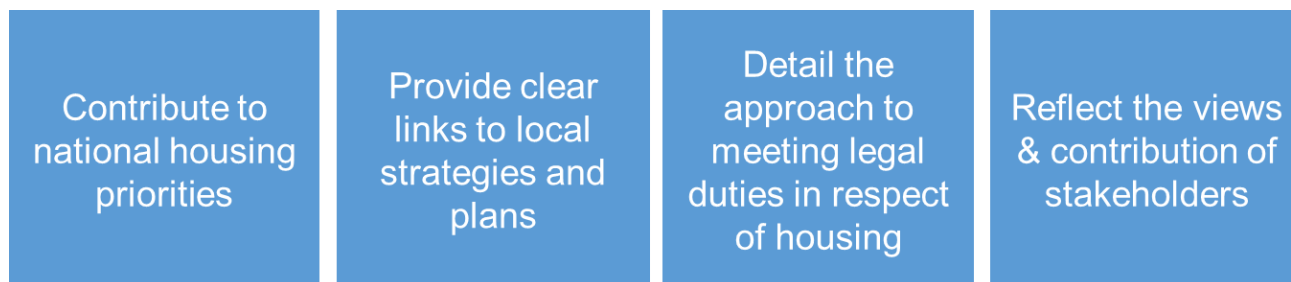 Contribute to
national housing
priorities
Provide clear
links to local
strategies and
plans
Detail the
approach to
meeting legal
duties in respect
of housing
Reflect the views
& contribution of
stakeholders